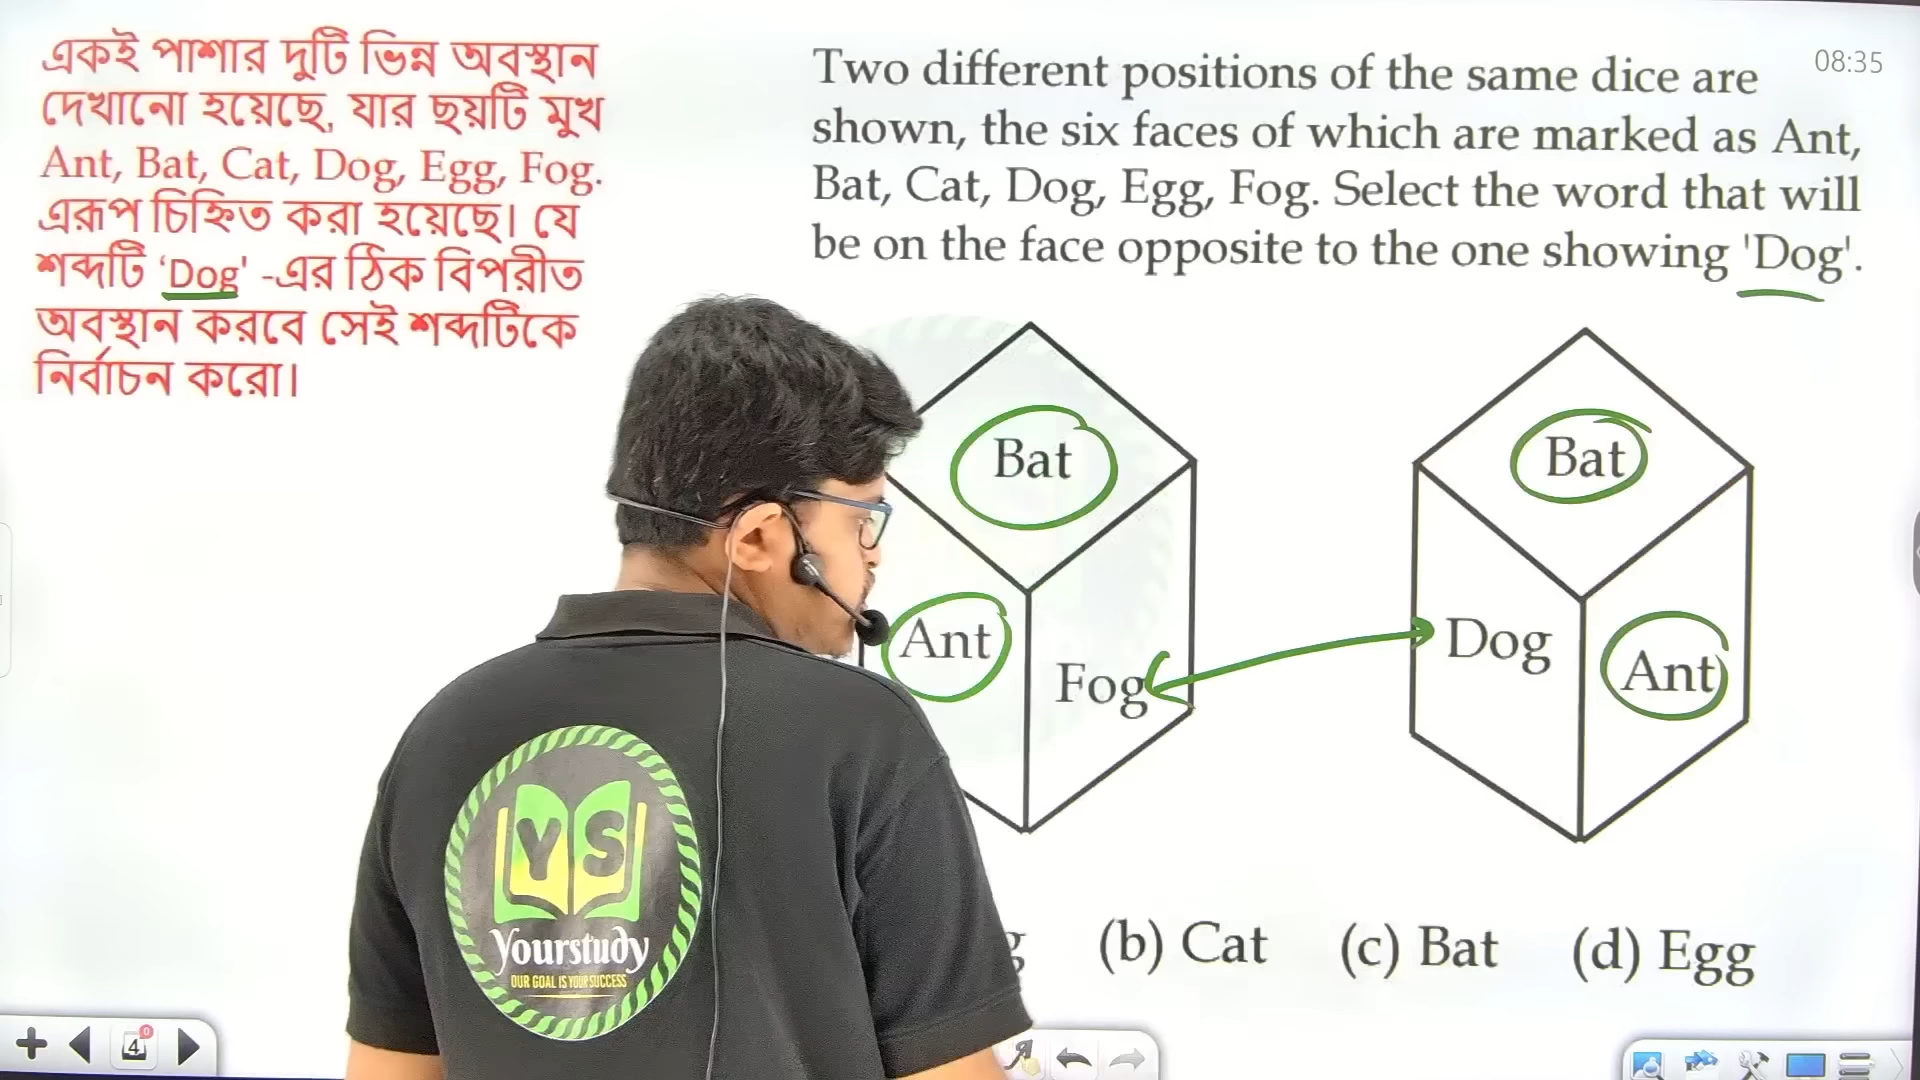 একই পাশার দুটি ভিন্ন অবস্থান
দেখানো হয়েছে, যার ছয়টি মুখ
Ant, Bat, Cat, Dog, Egg, Fog.
এরূপ চিহ্নিত করা হয়েছে। যে
শব্দটি ‘Dog' -এর ঠিক বিপরীত
অবস্থান করবে সেই শব্দটিকে
নির্বাচন করো।
08:35
Two different positions of the same dice are
shown, the six faces of which are marked as Ant,
Bat, Cat, Dog, Egg, Fog. Select the word that will
be on the face opposite to the one showing 'Dog'.
Bat
Ant
Fog
Bat
Dog
Ant
(b) Cat (c) Bat (d) Egg
YS
Yourstudy
OUR GOAL IS YOUR SUCCESS
4
0